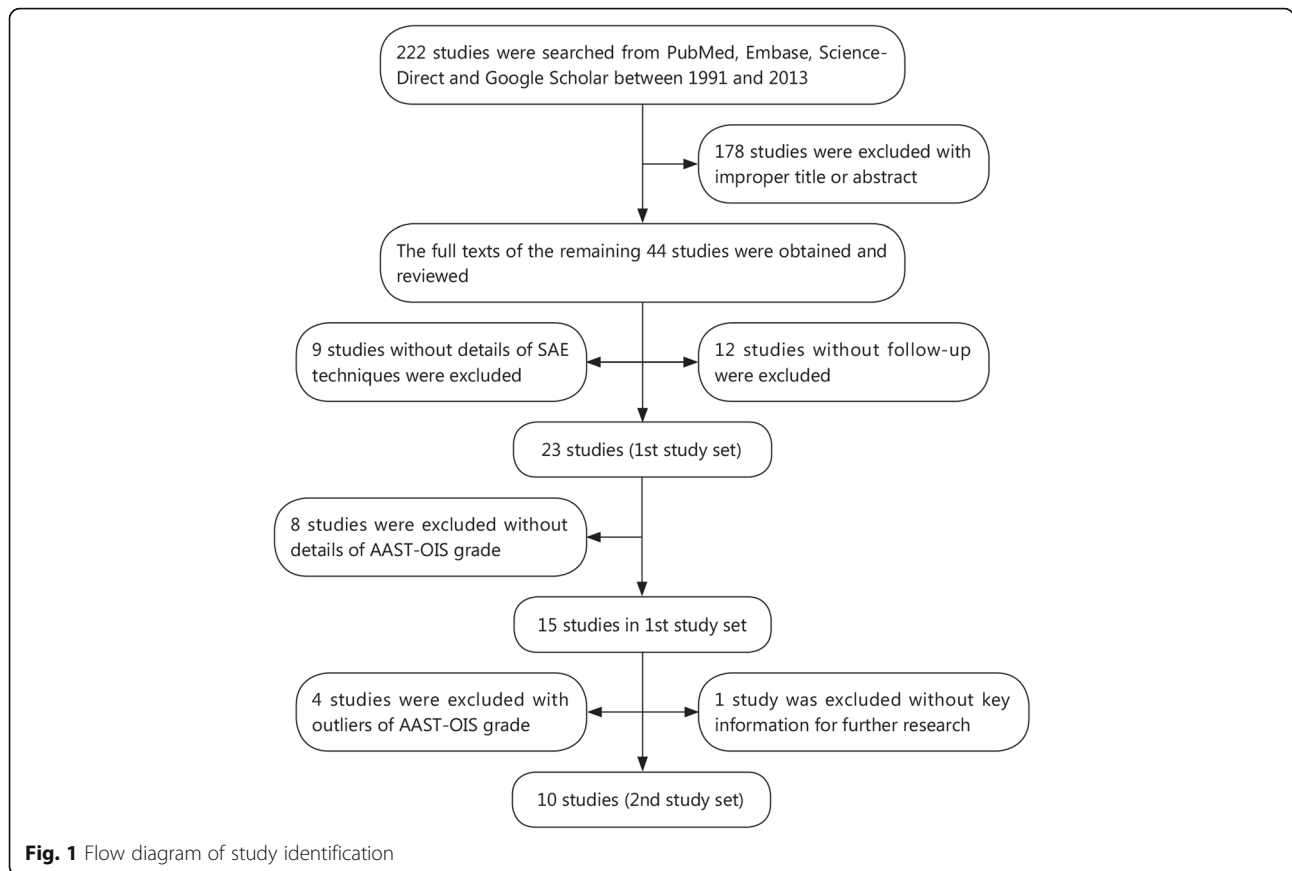 222 studies were searched from PubMed, Embase, Science-
Direct and Google Scholar between 1991 and 2013
178 studies were excluded with
improper title or abstract
The full texts of the remaining 44 studies were obtained and
reviewed
9 studies without details of SAE
techniques were excluded
12 studies without follow-up
were excluded
23 studies (1st study set)
8 studies were excluded without
details of AAST-OIS grade
15 studies in 1st study set
4 studies were excluded with
outliers of AAST-OIS grade
1 study was excluded without key
information for further research
10 studies (2nd study set)
Fig. 1 Flow diagram of study identification